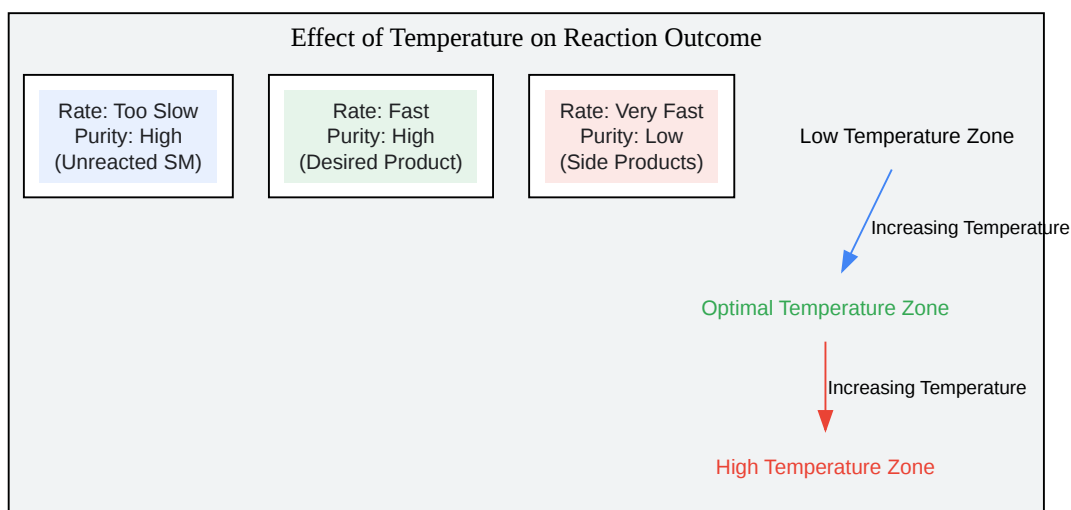 Effect of Temperature on Reaction Outcome
Rate: Too Slow
Purity: High
(Unreacted SM)
Rate: Fast
Purity: High
(Desired Product)
Rate: Very Fast
Purity: Low
(Side Products)
Low Temperature Zone
Increasing Temperature
Optimal Temperature Zone
Increasing Temperature
High Temperature Zone